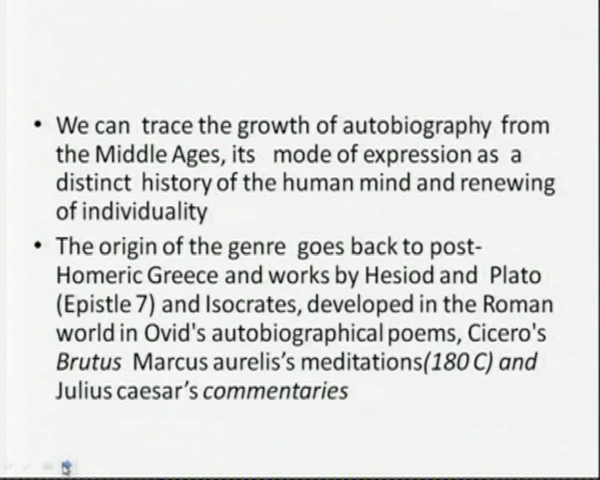 • We can trace the growth of autobiography from
the Middle Ages, its mode of expression as a
distinct history of the human mind and renewing
of individuality
• The origin of the genre goes back to post-
Homeric Greece and works by Hesiod and Plato
(Epistle 7) and Isocrates, developed in the Roman
world in Ovid's autobiographical poems, Cicero's
Brutus Marcus aurelis's meditations(180 C) and
Julius caesar's commentaries